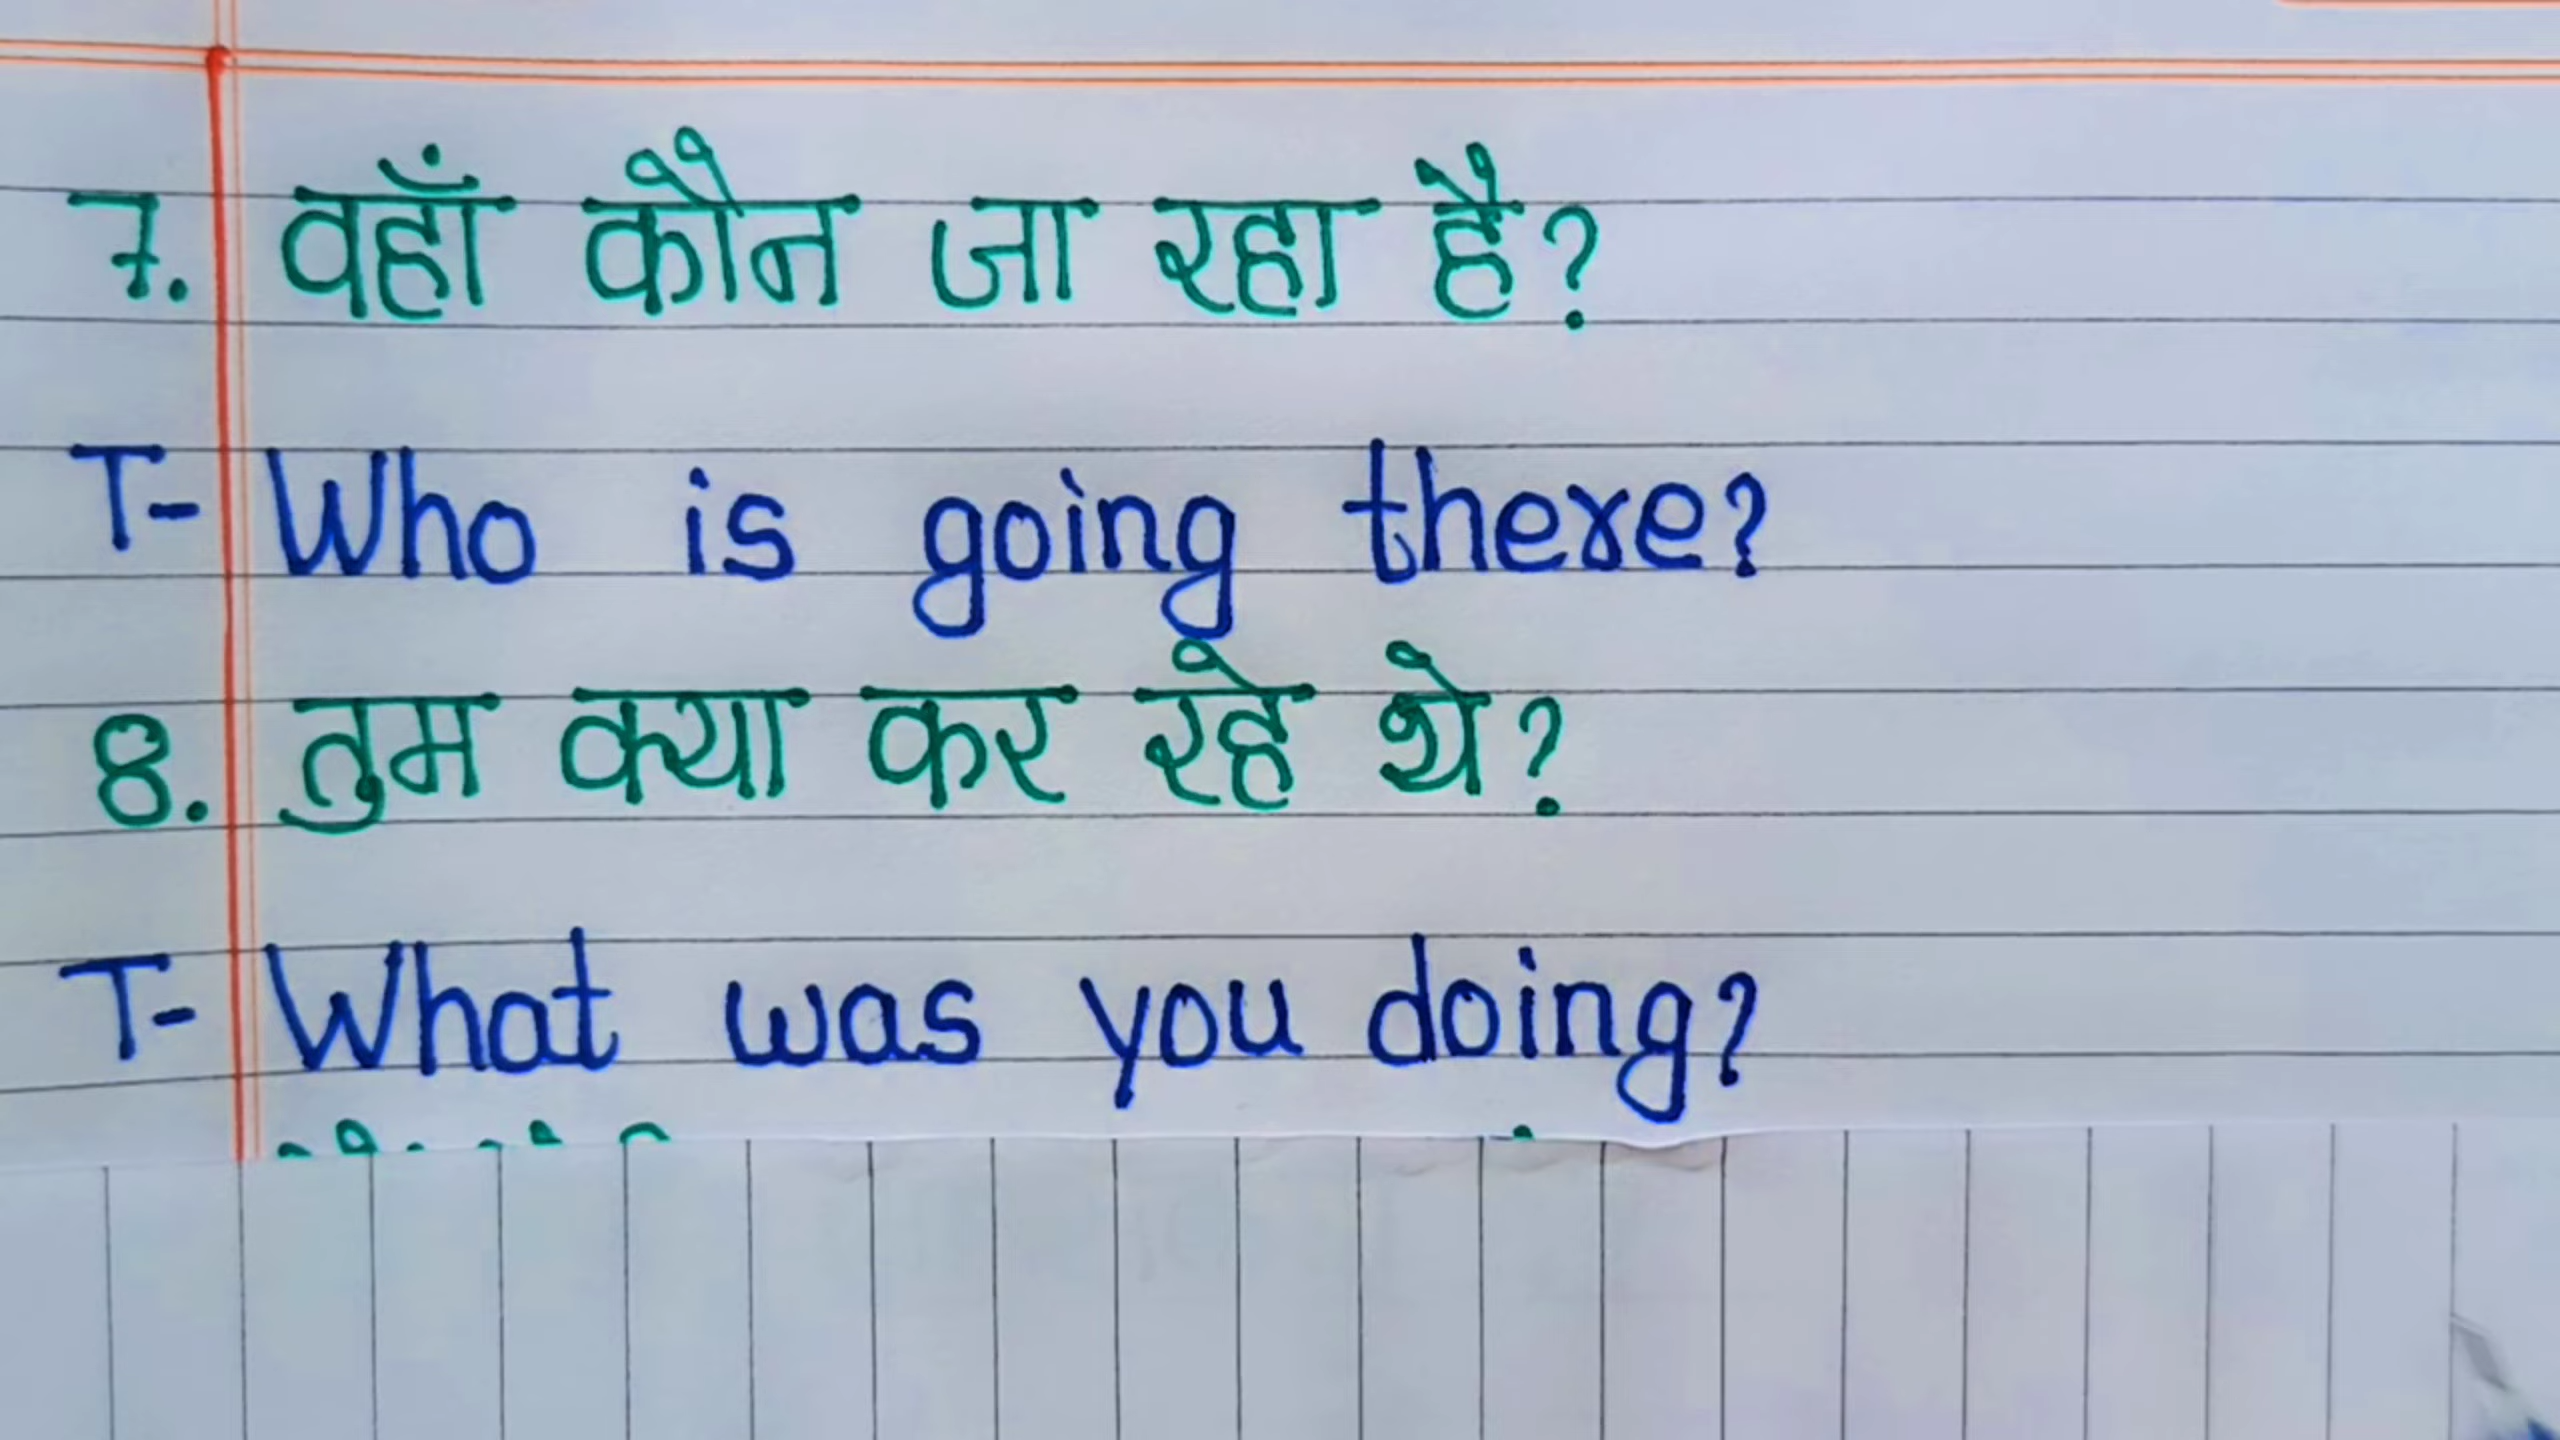 7. वहाँ कौन जा रहा है?
T- Who is going there?
8. तुम क्या कर रहे थे?
T- What was you doing?